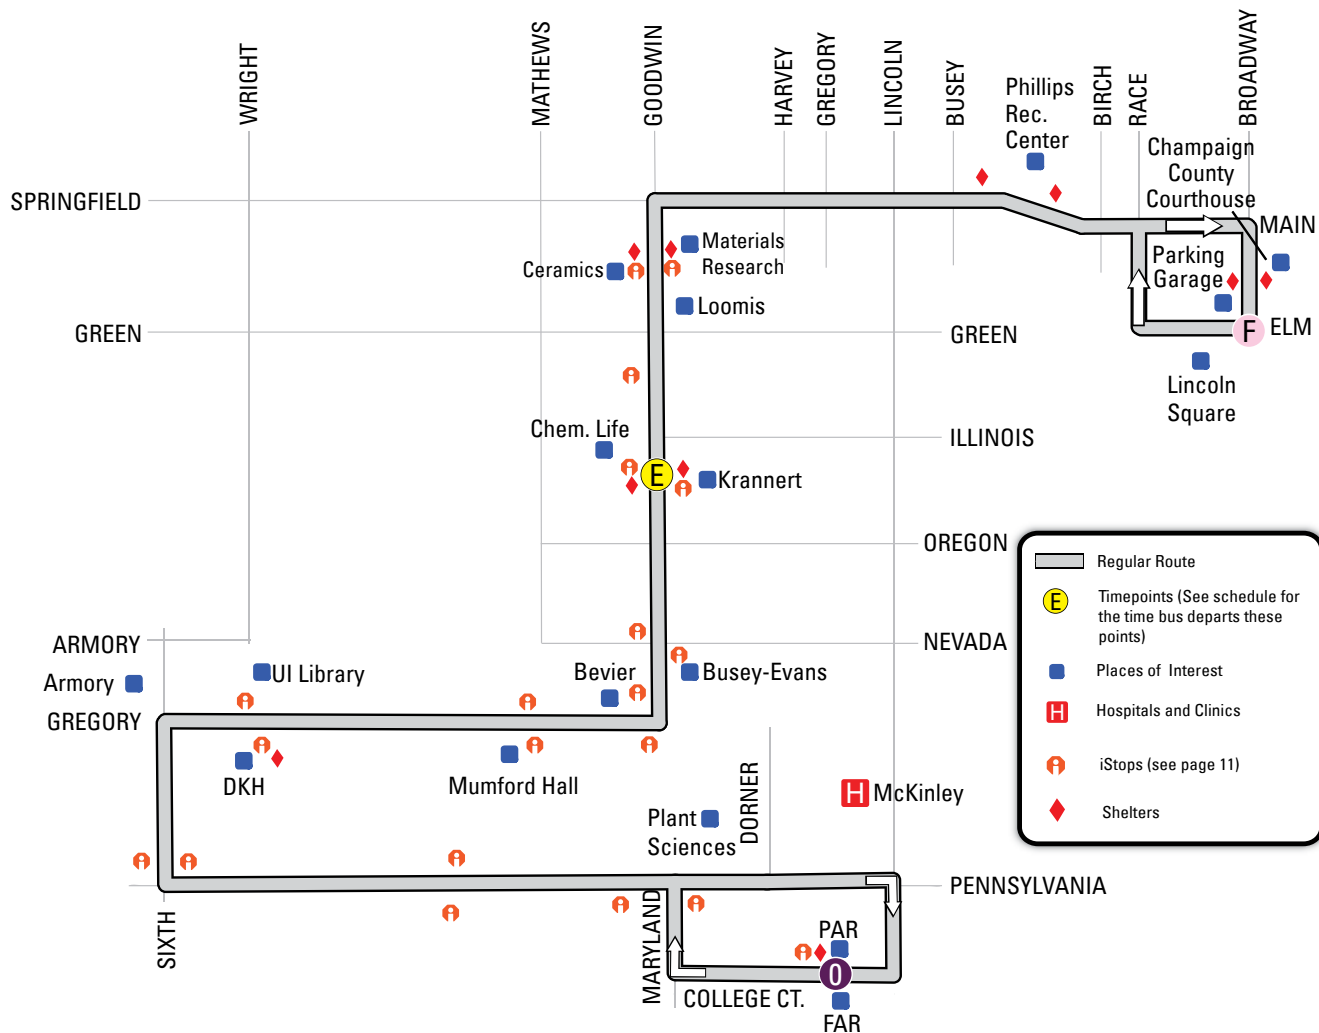 WRIGHT
MATHEWS
GOODWIN
HARVEY
GREGORY
LINCOLN
BUSEY
BIRCH
RACE
BROADWAY
Phillips
Rec.
Center
Champaign
County
Courthouse
SPRINGFIELD
MAIN
Materials
Research
Ceramics
Parking
Garage
Loomis
GREEN
GREEN
F
ELM
Lincoln
Square
Chem. Life
ILLINOIS
E
Krannert
OREGON
Regular Route
E
Timepoints (See schedule for
the time bus departs these
points)
Places of Interest
H
Hospitals and Clinics
iStops (see page 11)
Shelters
ARMORY
NEVADA
Armory
UI Library
Bevier
Busey-Evans
GREGORY
DKH
Mumford Hall
DORNER
H
McKinley
Plant
Sciences
PENNSYLVANIA
SIXTH
MARYLAND
PAR
O
COLLEGE CT.
FAR